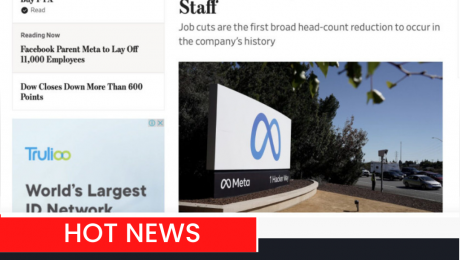 Read
Reading Now
Facebook Parent Meta to Lay Off
11,000 Employees
Dow Closes Down More Than 600
Points
Trulioo
World's Largest
ID Network
Staff
Job cuts are the first broad head-count reduction to occur in
the company's history
Meta
1 Hacker Way
HOT NEWS